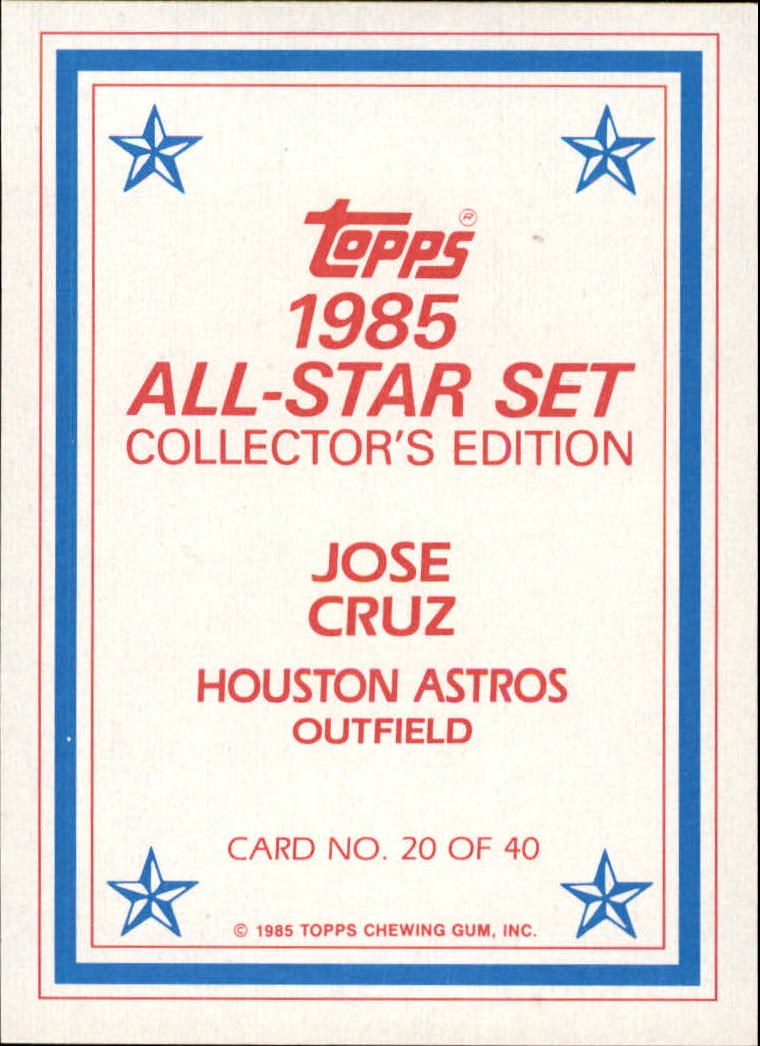 topps®
1985
ALL-STAR SET
COLLECTOR'S EDITION
JOSE
CRUZ
HOUSTON ASTROS
OUTFIELD
CARD NO. 20 OF 40
© 1985 TOPPS CHEWING GUM, INC.